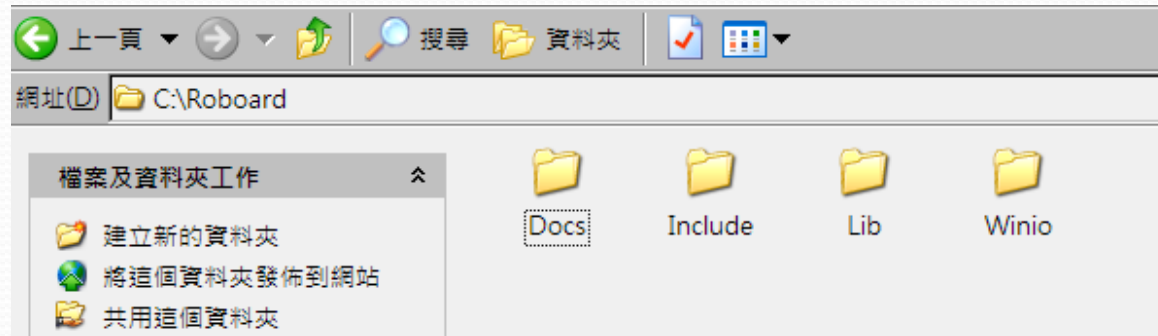 上一頁 搜尋 資料夾
網址(D) C:\Roboard
檔案及資料夾工作
建立新的資料夾
將這個資料夾發佈到網站
共用這個資料夾
Docs Include Lib Winio